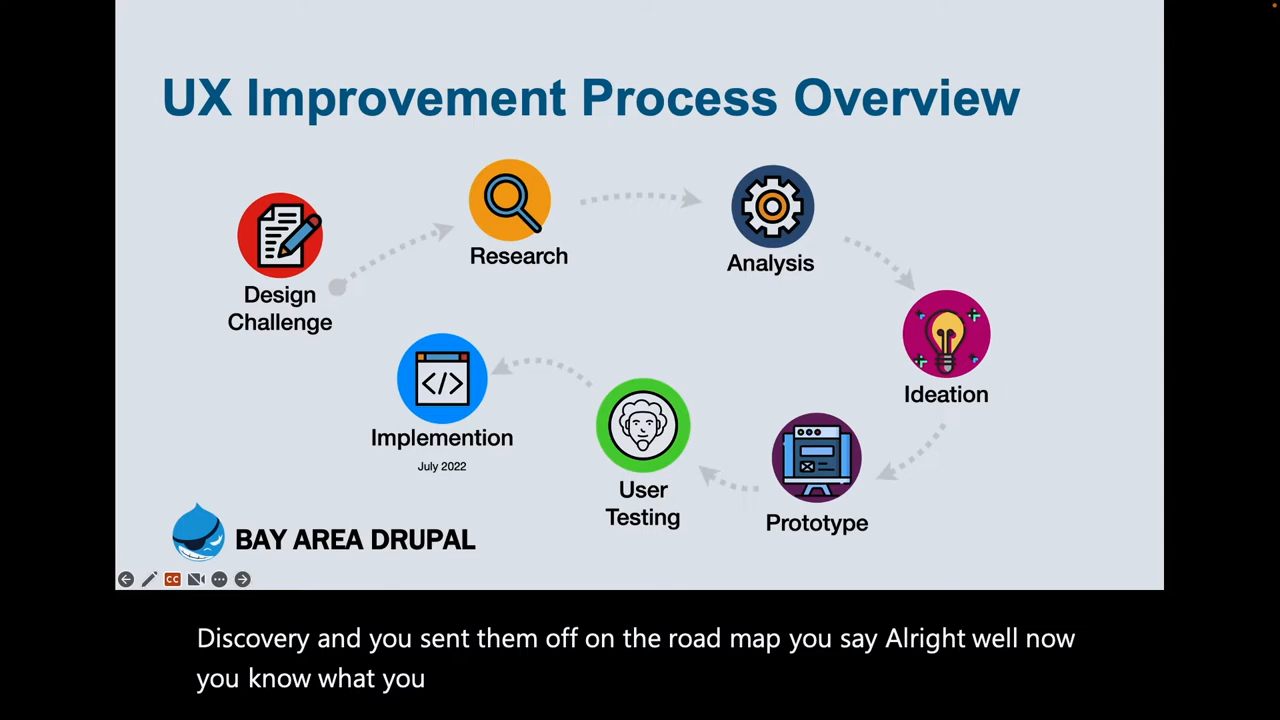 UX Improvement Process Overview
Design
Challenge
Research
Analysis
Ideation
Prototype
User
Testing
Implemention
July 2022
BAY AREA DRUPAL
CC
Discovery and you sent them off on the road map you say Alright well now
you know what you